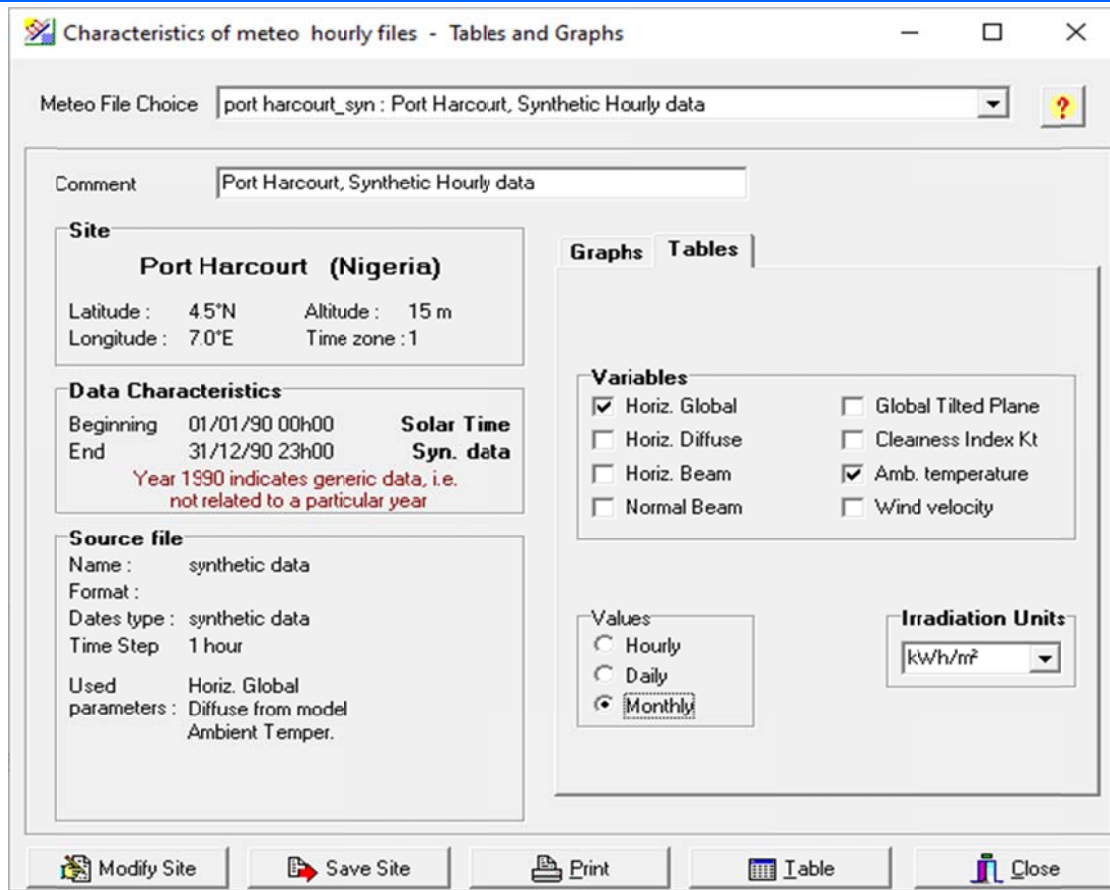 Characteristics of meteo hourly files - Tables and Graphs
Meteo File Choice port harcourt_syn : Port Harcourt, Synthetic Hourly data ?
Comment Port Harcourt, Synthetic Hourly data
Site
Port Harcourt (Nigeria)
Latitude : 4.5°N Altitude : 15 m
Longitude : 7.0°E Time zone : 1
Data Characteristics
Beginning 01/01/90 00h00 Solar Time
End 31/12/90 23h00 Syn. data
Year 1990 indicates generic data, i.e.
not related to a particular year
Source file
Name : synthetic data
Format :
Dates type : synthetic data
Time Step 1 hour
Used Horiz. Global
parameters : Diffuse from model
Ambient Temper.
Graphs Tables
Variables
Horiz. Global Global Tilted Plane
Horiz. Diffuse Clearness Index Kt
Horiz. Beam Amb. temperature
Normal Beam Wind velocity
Values
Hourly
Daily
Monthly
Irradiation Units
kWh/m²
Modify Site Save Site Print Table Close